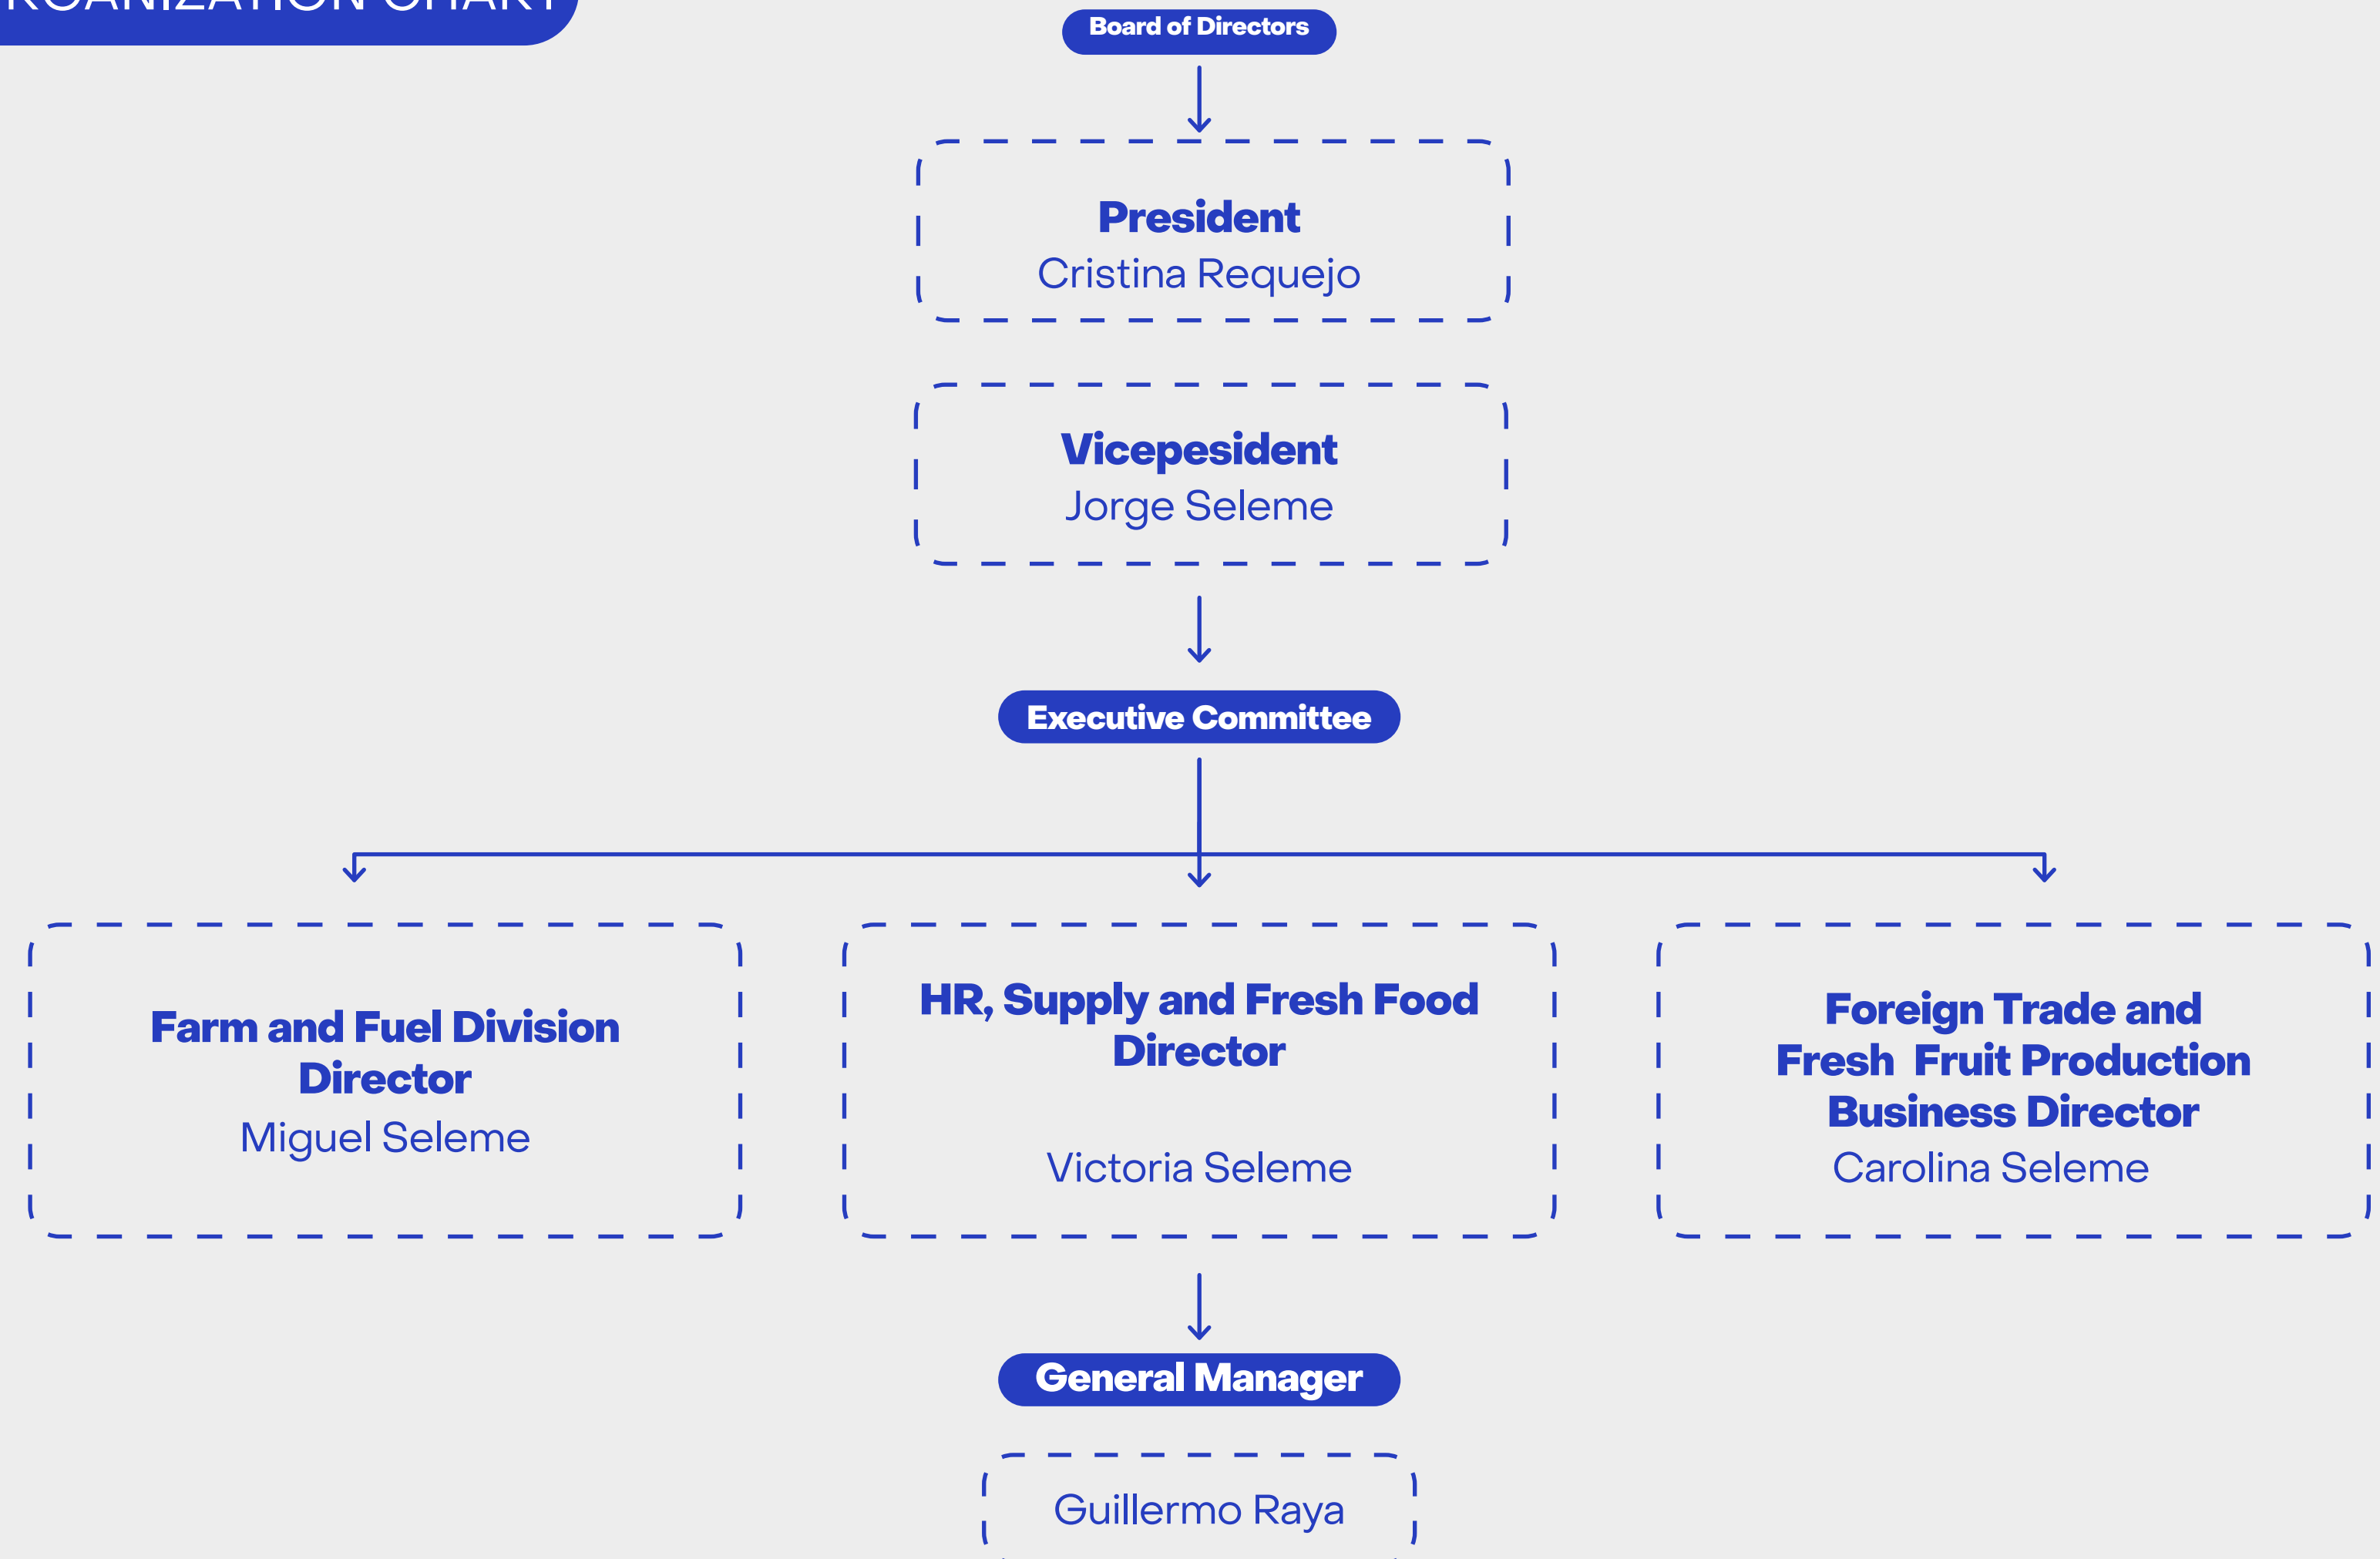 ORGANIZATION CHART
Board of Directors
President
Cristina Requejo
Vicepesident
Jorge Seleme
Executive Committee
Farm and Fuel Division
Director
Miguel Seleme
HR, Supply and Fresh Food
Director
Victoria Seleme
Foreign Trade and
Fresh Fruit Production
Business Director
Carolina Seleme
General Manager
Guillermo Raya